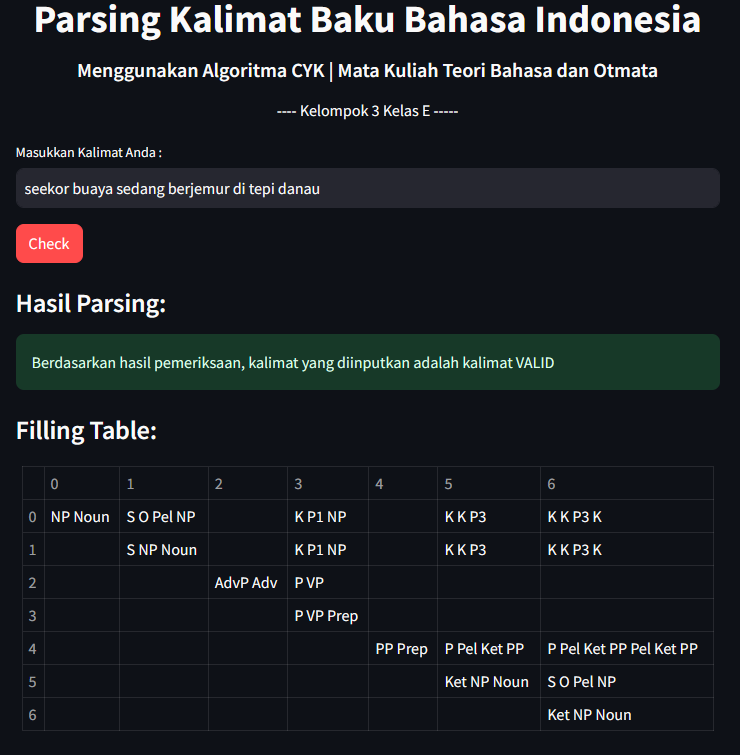 Parsing Kalimat Baku Bahasa Indonesia
Menggunakan Algoritma CYK | Mata Kuliah Teori Bahasa dan Otmata
---- Kelompok 3 Kelas E -----
Masukkan Kalimat Anda :
seekor buaya sedang berjemur di tepi danau
Check
Hasil Parsing:
Berdasarkan hasil pemeriksaan, kalimat yang diinputkan adalah kalimat VALID
Filling Table:
0 1 2 3 4 5 6
0 NP Noun S O Pel NP K P1 NP K K P3 K K P3 K
1 S NP Noun K P1 NP K K P3 K K P3 K
2 AdvP Adv P VP
3 P VP Prep
4 PP Prep P Pel Ket PP P Pel Ket PP Pel Ket PP
5 Ket NP Noun S O Pel NP
6 Ket NP Noun